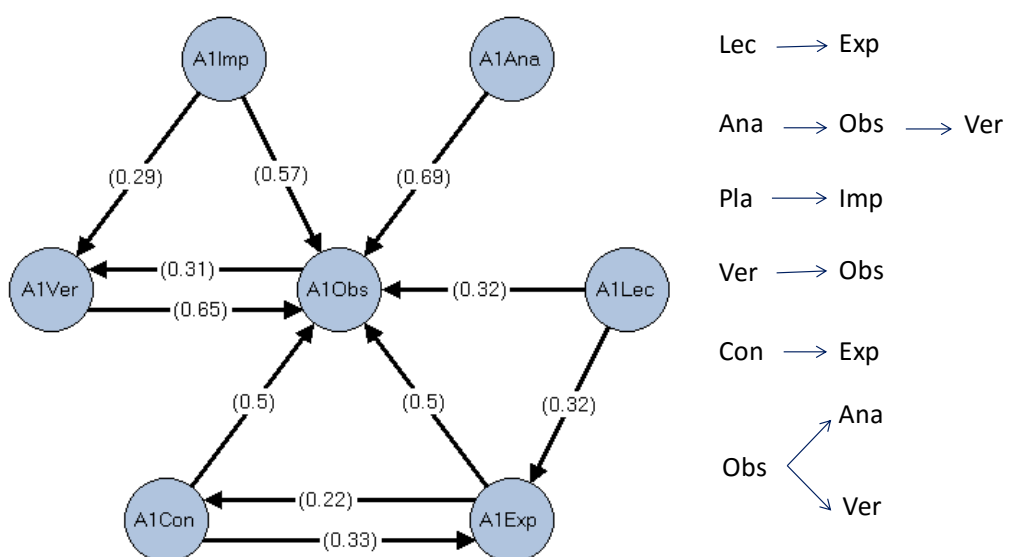 A1Imp
A1Ana
(0.29)
(0.57)
(0.69)
A1Ver
(0.31)
(0.65)
A1Obs
(0.32)
A1Lec
(0.5)
(0.5)
(0.32)
A1Con
(0.22)
(0.33)
A1Exp
Lec → Exp
Ana → Obs → Ver
Pla → Imp
Ver → Obs
Con → Exp
Ana
Obs
Ver